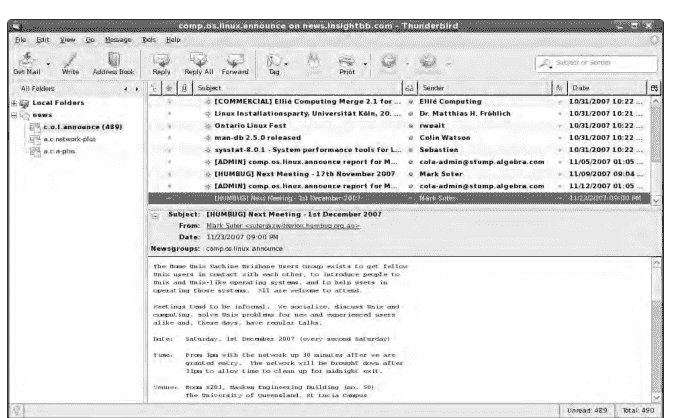 comp.os.linux.announce on news.insightbb.com - Thunderbird
File Edit View Go Message Tools Help
Get Mail Write Address Book Reply Reply All Forward Tag Print
Subject or Sender
All Folders
Subject Sender Date
Local Folders
news
c.o.l.announce (489)
a.c.network-plus
a.c.a-plus
[COMMERCIAL] Ellié Computing Merge 2.1 for ... Ellié Computing 10/31/2007 10:22 ...
Linux Installationsparty, Universität Köln, 20. ... Dr. Matthias H. Fröhlich 10/31/2007 10:21 ...
Ontario Linux Fest rweait 10/31/2007 10:22 ...
man-db 2.5.0 released Colin Watson 10/31/2007 10:22 ...
sysstat-8.0.1 - System performance tools for L... Sebastien 10/31/2007 10:22 ...
[ADMIN] comp.os.linux.announce report for M... cola-admin@stump.algebra.com 11/05/2007 01:05 ...
[HUMBUG] Next Meeting - 17th November 2007 Mark Suter 11/09/2007 09:04 ...
[ADMIN] comp.os.linux.announce report for M... cola-admin@stump.algebra.com 11/12/2007 01:05 ...
[HUMBUG] Next Meeting - 1st December 2007 Mark Suter 11/23/2007 09:00 PM
Subject: [HUMBUG] Next Meeting - 1st December 2007
From: Mark Suter <suter@zwitterion.humbug.org.au>
Date: 11/23/2007 09:00 PM
Newsgroups: comp.os.linux.announce
The Home Unix Machine Brisbane Users Group exists to get fellow
Unix users in contact with each other, to introduce people to
Unix and Unix-like operating systems, and to help users in
operating those systems. All are welcome to attend.
Meetings tend to be informal. We socialize, discuss Unix and
computing, solve Unix problems for new and experienced users
alike and, these days, have regular talks.
Date: Saturday, 1st December 2007 (every second Saturday)
Time: From 3pm with the network up 30 minutes after we are
granted entry. The network will be brought down after
11pm to allow time to clean up for midnight exit.
Venue: Room S201, Hawken Engineering Building (no. 50)
the University of Queensland, St Lucia Campus
Unread: 489 Total: 490